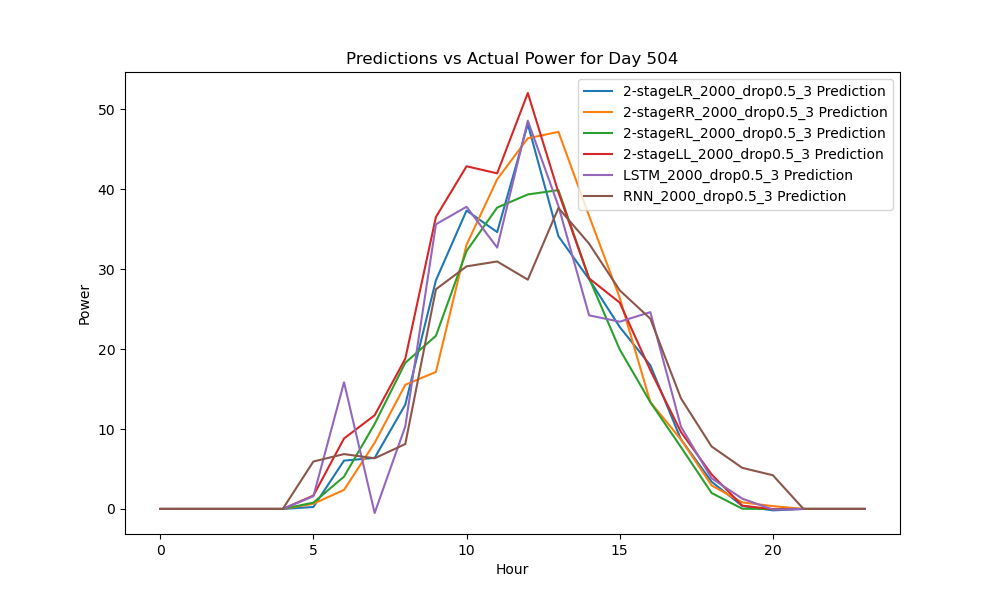 Predictions vs Actual Power for Day 504
2-stageLR_2000_drop0.5_3 Prediction
2-stageRR_2000_drop0.5_3 Prediction
2-stageRL_2000_drop0.5_3 Prediction
2-stageLL_2000_drop0.5_3 Prediction
LSTM_2000_drop0.5_3 Prediction
RNN_2000_drop0.5_3 Prediction
Power
50
40
30
20
10
0
0 5 10 15 20
Hour